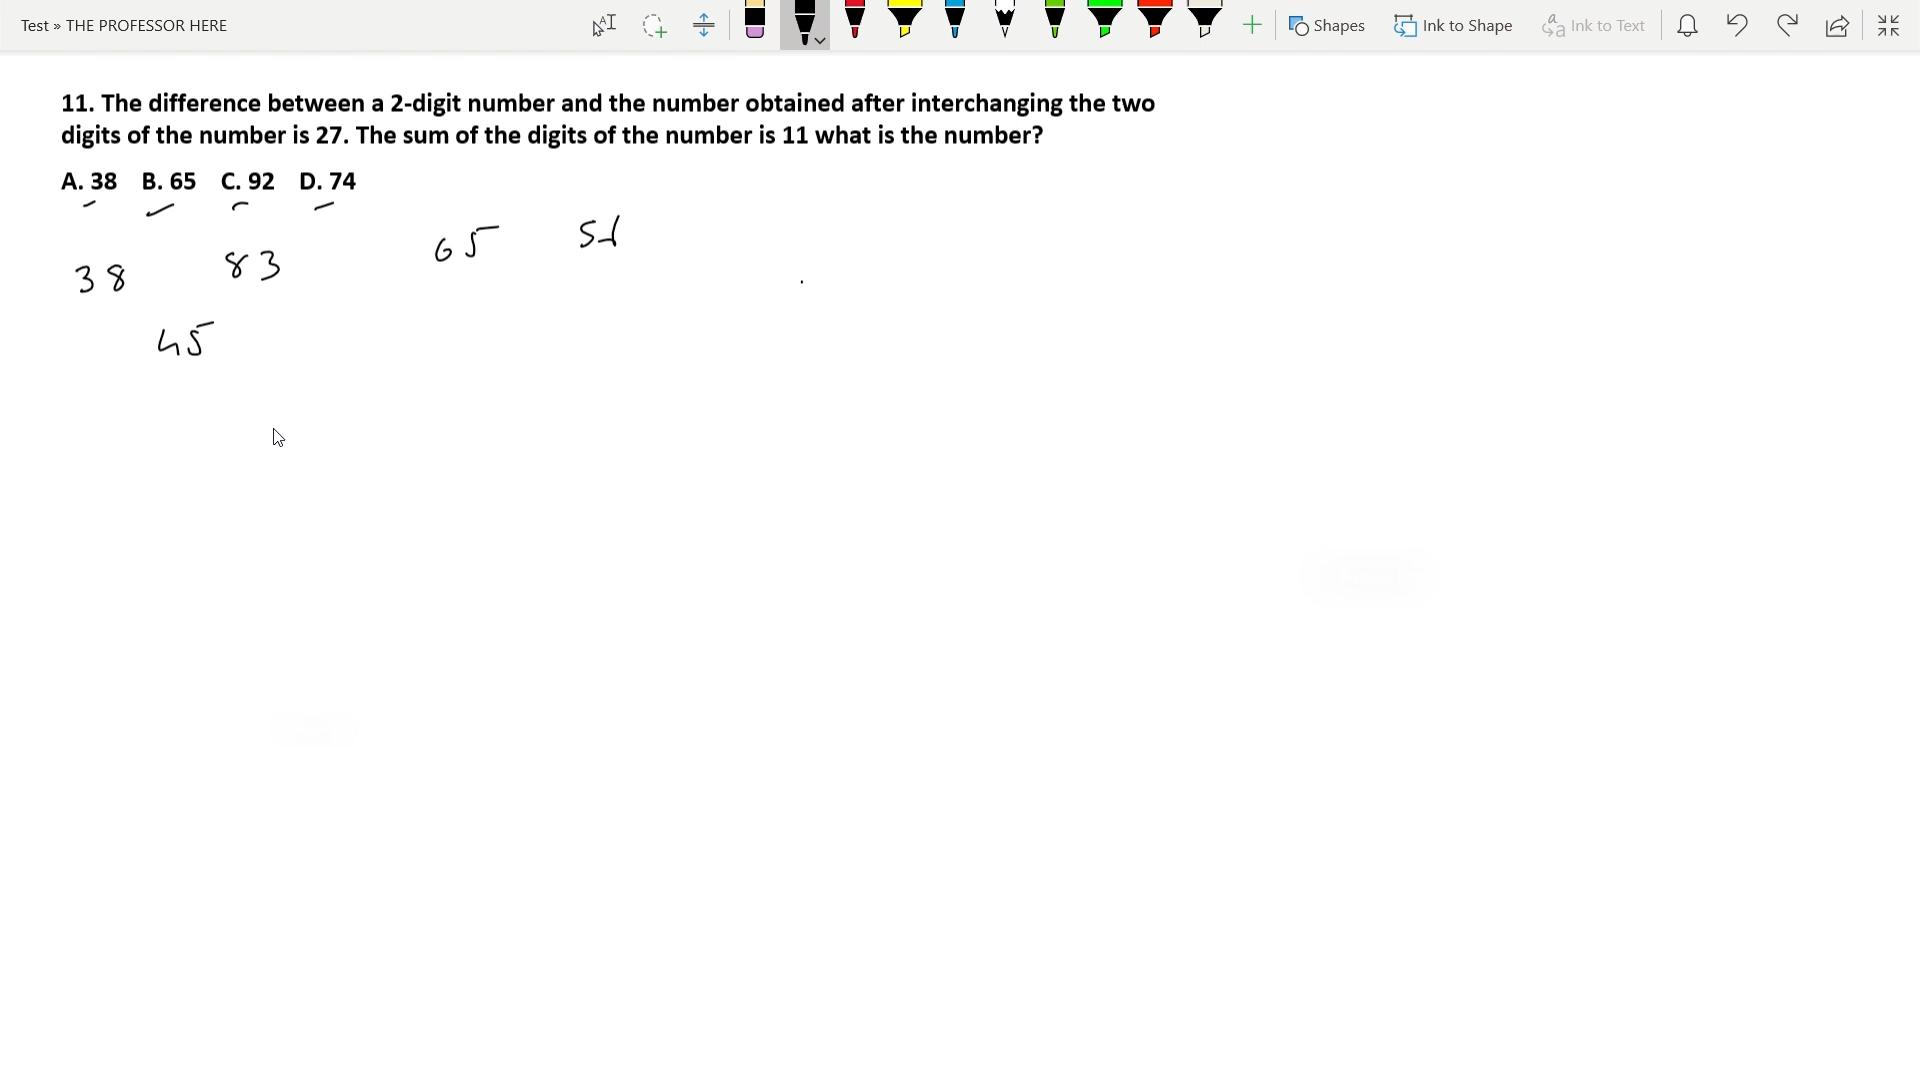 Test » THE PROFESSOR HERE
Shapes
Ink to Shape
Ink to Text
11. The difference between a 2-digit number and the number obtained after interchanging the two
digits of the number is 27. The sum of the digits of the number is 11 what is the number?
A. 38 B. 65 C. 92 D. 74
38 83 65
45